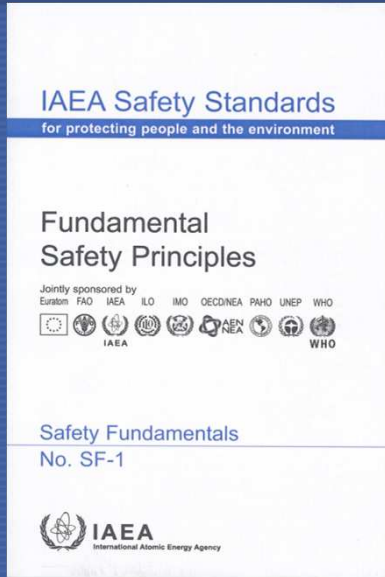 IAEA Safety Standards
for protecting people and the environment
Fundamental
Safety Principles
Jointly sponsored by
Euratom FAO IAEA ILO IMO OECD/NEA PAHO UNEP WHO
AEN
NEA
IAEA
WHO
Safety Fundamentals
No. SF-1
IAEA
International Atomic Energy Agency